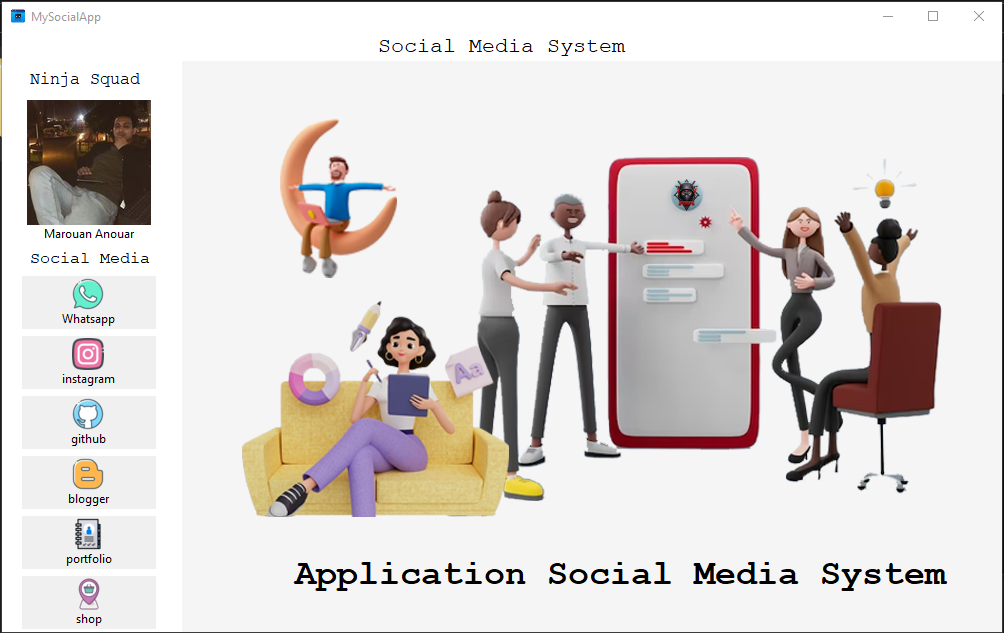 MySocialApp
Social Media System
Ninja Squad
Marouan Anouar
Social Media
Whatsapp
instagram
github
blogger
portfolio
shop
Aa
Application Social Media System